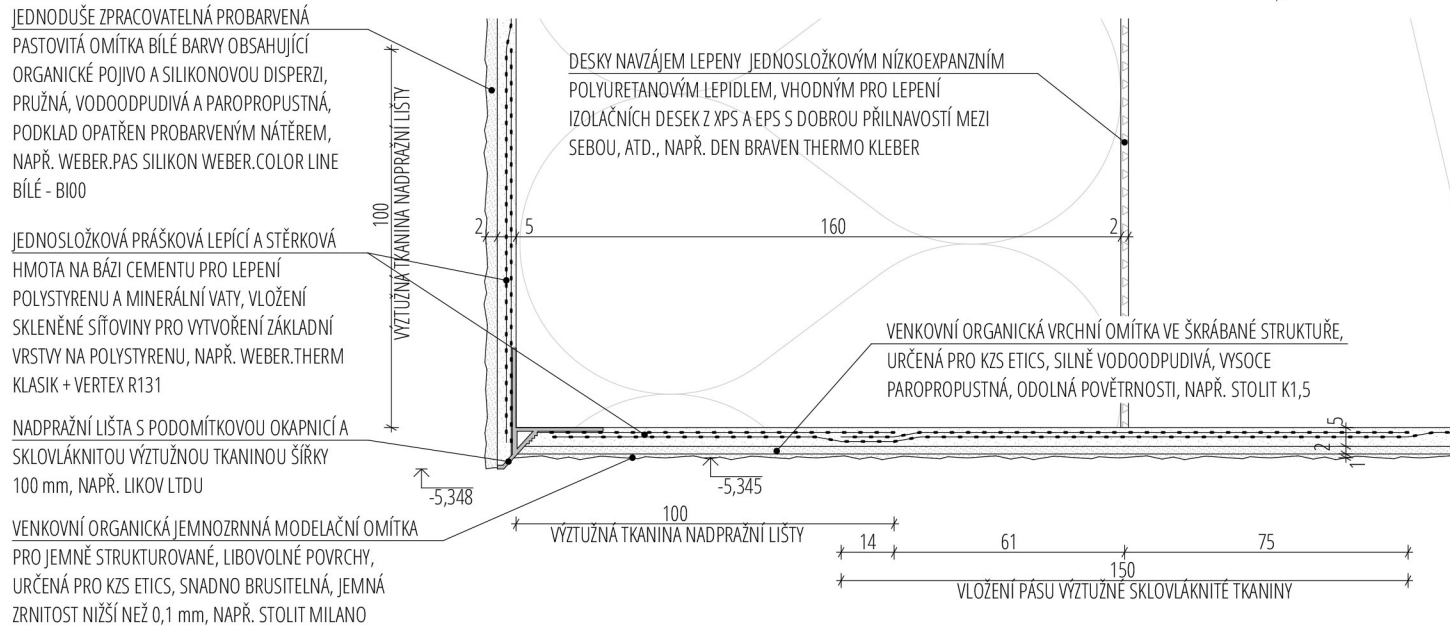 JEDNODUŠE ZPRACOVATELNÁ PROBARVENÁ
PASTOVITÁ OMÍTKA BÍLÉ BARVY OBSAHUJÍCÍ
ORGANICKÉ POJIVO A SILIKONOVOU DISPERZI,
PRUŽNÁ, VODOODPUDIVÁ A PAROPROPUSTNÁ,
PODKLAD OPATŘEN PROBARVENÝM NÁTĚREM,
NAPŘ. WEBER.PAS SILIKON WEBER.COLOR LINE
BÍLÉ - BI00
JEDNOSLOŽKOVÁ PRÁŠKOVÁ LEPÍCÍ A STĚRKOVÁ
HMOTA NA BÁZI CEMENTU PRO LEPENÍ
POLYSTYRENU A MINERÁLNÍ VATY, VLOŽENÍ
SKLENĚNÉ SÍŤOVINY PRO VYTVOŘENÍ ZÁKLADNÍ
VRSTVY NA POLYSTYRENU, NAPŘ. WEBER.THERM
KLASIK + VERTEX R131
NADPRAŽNÍ LIŠTA S PODOMÍTKOVOU OKAPNICÍ A
SKLOVLÁKNITOU VÝZTUŽNOU TKANINOU ŠÍŘKY
100 mm, NAPŘ. LIKOV LTDU
VENKOVNÍ ORGANICKÁ JEMNOZRNNÁ MODELAČNÍ OMÍTKA
PRO JEMNĚ STRUKTUROVANÉ, LIBOVOLNÉ POVRCHY,
URČENÁ PRO KZS ETICS, SNADNO BRUSITELNÁ, JEMNÁ
ZRNITOST NIŽŠÍ NEŽ 0,1 mm, NAPŘ. STOLIT MILANO
100
VÝZTUŽNÁ TKANINA NADPRAŽNÍ LIŠTY
DESKY NAVZÁJEM LEPENY JEDNOSLOŽKOVÝM NÍZKOEXPANZNÍM
POLYURETANOVÝM LEPIDLEM, VHODNÝM PRO LEPENÍ
IZOLAČNÍCH DESEK Z XPS A EPS S DOBROU PŘILNAVOSTÍ MEZI
SEBOU, ATD., NAPŘ. DEN BRAVEN THERMO KLEBER
2 5 160 2
VENKOVNÍ ORGANICKÁ VRCHNÍ OMÍTKA VE ŠKRÁBANÉ STRUKTUŘE,
URČENÁ PRO KZS ETICS, SILNĚ VODOODPUDIVÁ, VYSOCE
PAROPROPUSTNÁ, ODOLNÁ POVĚTRNOSTI, NAPŘ. STOLIT K1,5
5
2
1
-5,348
-5,345
100
VÝZTUŽNÁ TKANINA NADPRAŽNÍ LIŠTY
14 61 75
150
VLOŽENÍ PÁSU VÝZTUŽNÉ SKLOVLÁKNITÉ TKANINY